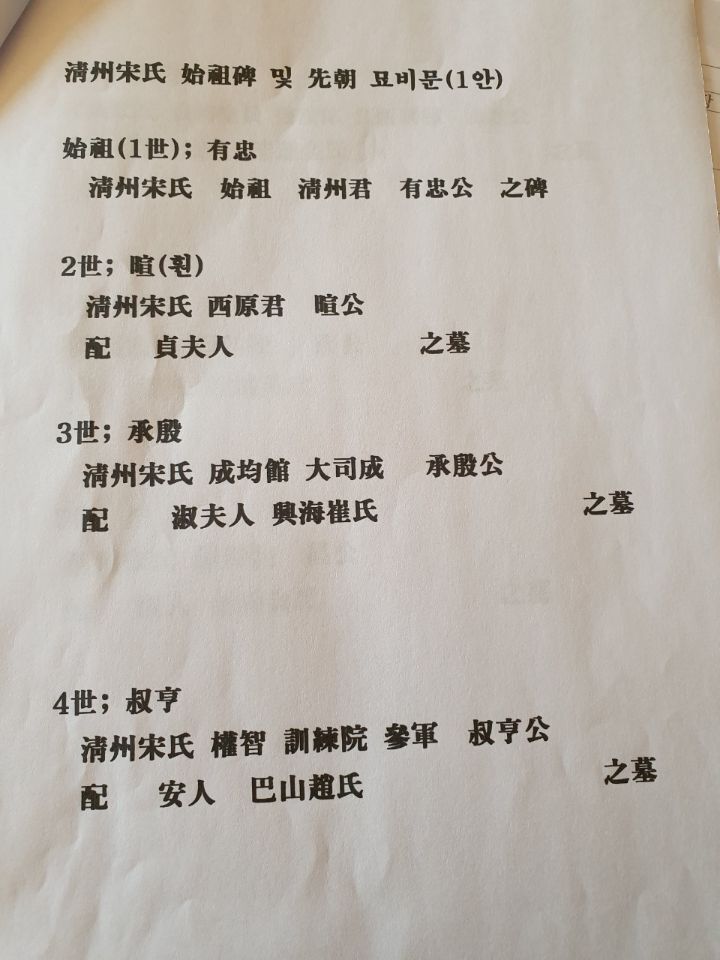 淸州宋氏 始祖碑 및 先朝 묘비문(1안)
始祖(1世); 有忠
淸州宋氏 始祖 淸州君 有忠公 之碑
2世; 暄(훤)
淸州宋氏 西原君 暄公
配 貞夫人 之墓
3世; 承殷
淸州宋氏 成均館 大司成 承殷公
配 淑夫人 興海崔氏 之墓
4世; 叔亨
淸州宋氏 權智 訓練院 參軍 叔亨公
配 安人 巴山趙氏 之墓